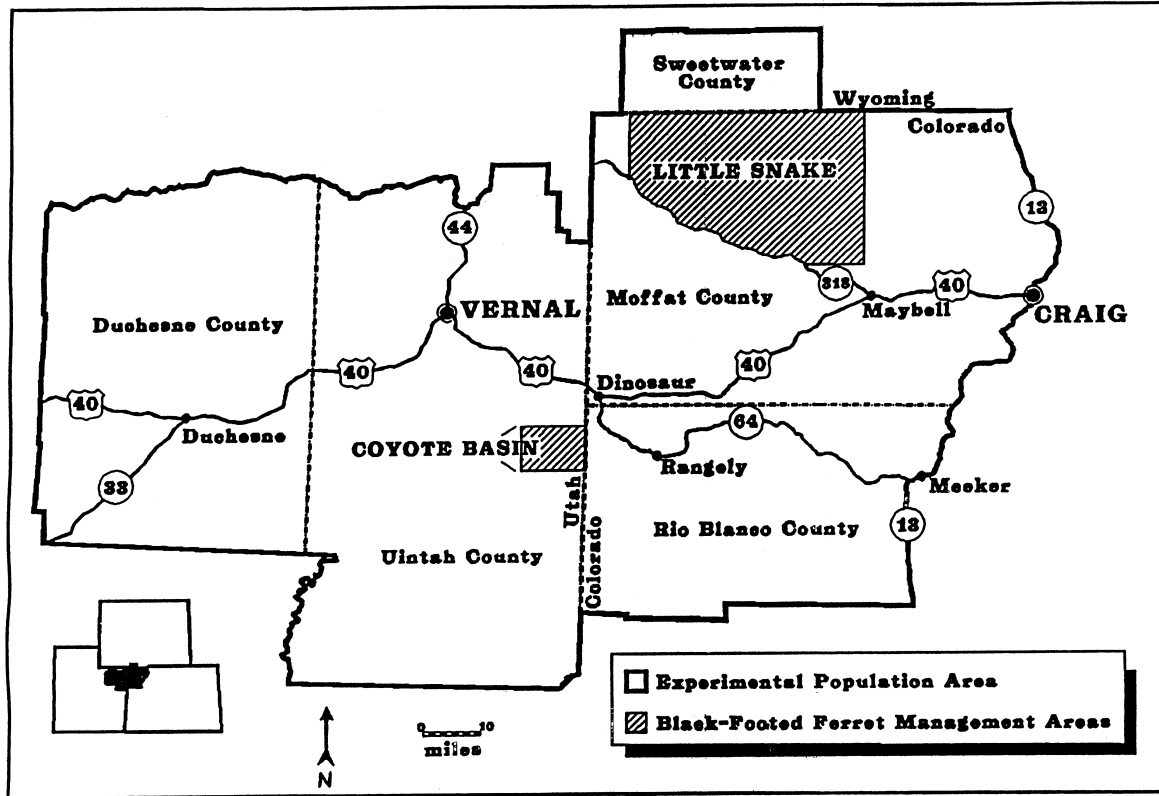 Sweetwater
County
Wyoming
Colorado
LITTLE SNAKE
13
44
318
40
Moffat County
Maybell
CRAIG
VERNAL
Duchesne County
40
40
40
Dinosaur
40
Duchesne
COYOTE BASIN
64
Rangely
Meeker
33
Utah
Colorado
Rio Blanco County
13
Uintah County
Experimental Population Area
Black-Footed Ferret Management Areas
0 10
miles
N